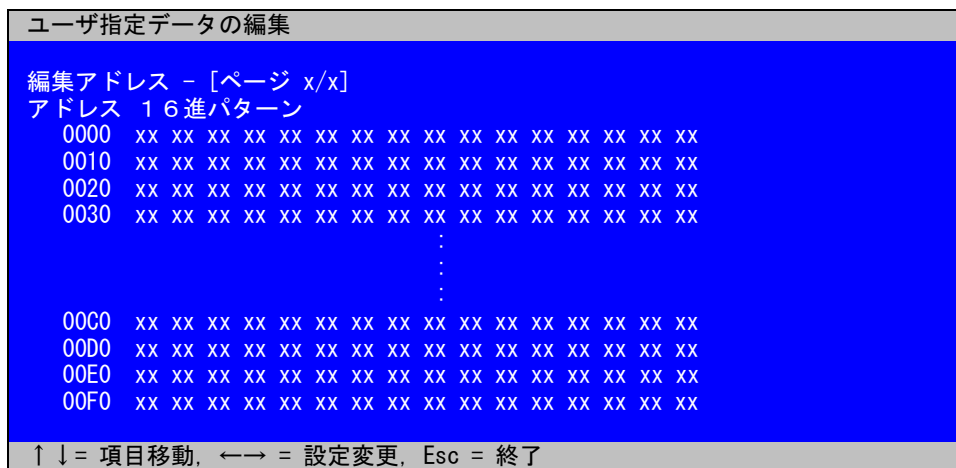 ユーザ指定データの編集
編集アドレス － [ページ x/x]
アドレス １６進パターン
0000 xx xx xx xx xx xx xx xx xx xx xx xx xx xx xx xx
0010 xx xx xx xx xx xx xx xx xx xx xx xx xx xx xx xx
0020 xx xx xx xx xx xx xx xx xx xx xx xx xx xx xx xx
0030 xx xx xx xx xx xx xx xx xx xx xx xx xx xx xx xx
:
:
:
00C0 xx xx xx xx xx xx xx xx xx xx xx xx xx xx xx xx
00D0 xx xx xx xx xx xx xx xx xx xx xx xx xx xx xx xx
00E0 xx xx xx xx xx xx xx xx xx xx xx xx xx xx xx xx
00F0 xx xx xx xx xx xx xx xx xx xx xx xx xx xx xx xx
↑↓= 項目移動, ←→ = 設定変更, Esc = 終了